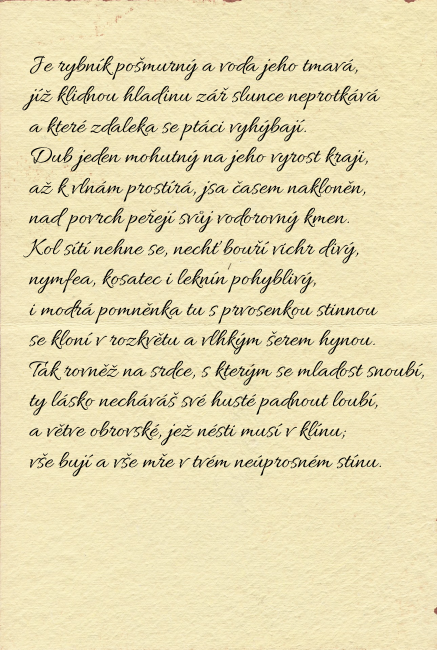 Je rybník pošmurný a voda jeho tmavá,
jíž klidnou hladinu zář slunce neprotkává
a které zdaleka se ptáci vyhýbají.
Dub jeden mohutný na jeho vyrost kraji,
až k vlnám prostírá, jsa časem nakloněn,
nad povrch peřejí svůj vodorovný kmen.
Kol sítí nehne se, nechť bouří vichr divý,
nymfea, kosatec i leknín pohyblivý,
i modrá pomněnka tu s prvosenkou stinnou
se kloní v rozkvětu a vlhkým šerem hynou.
Tak rovněž na srdce, s kterým se mladost snoubí,
ty lásko necháváš své husté padnout loubí,
a větve obrovské, jež nésti musí v klínu;
vše bují a vše mře v tvém neúprosném stínu.